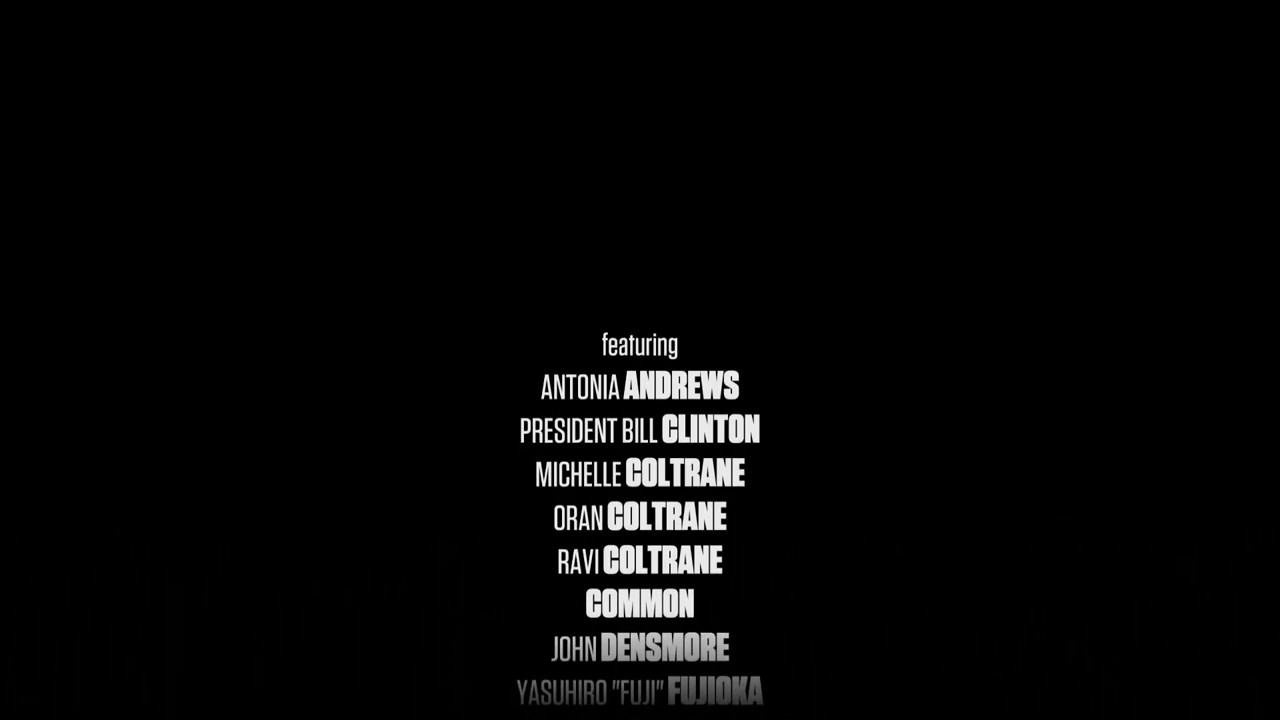 featuring
ANTONIA ANDREWS
PRESIDENT BILL CLINTON
MICHELLE COLTRANE
ORAN COLTRANE
RAVI COLTRANE
COMMON
JOHN DENSMORE
YASUHIRO "FUJI" FUJIOKA